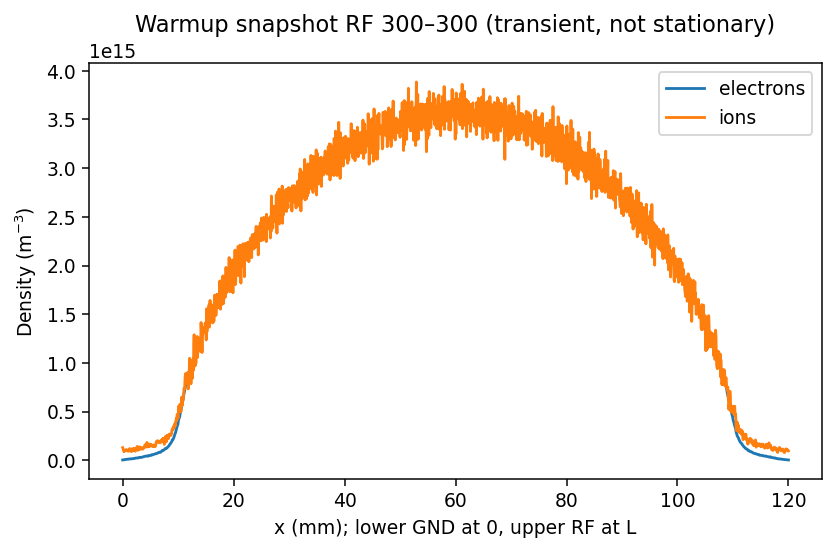 Warmup snapshot RF 300–300 (transient, not stationary)
1e15
4.0
3.5
3.0
2.5
2.0
1.5
1.0
0.5
0.0
Density (m⁻³)
electrons
ions
0 20 40 60 80 100 120
x (mm); lower GND at 0, upper RF at L